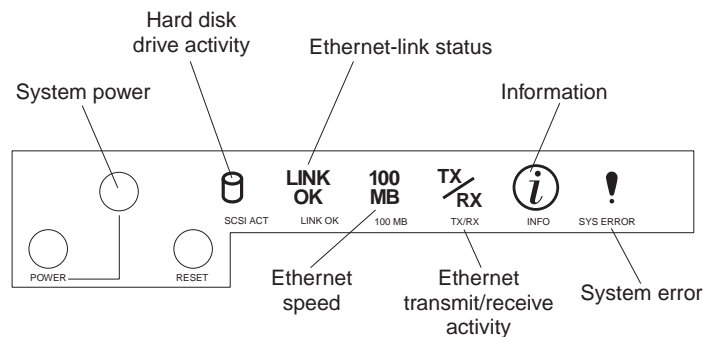 Hard disk
drive activity
Ethernet-link status
System power
Information
LINK
OK
100
MB
TX
RX
i
!
SCSI ACT
LINK OK
100 MB
TX/RX
INFO
SYS ERROR
POWER
RESET
Ethernet
speed
Ethernet
transmit/receive
activity
System error